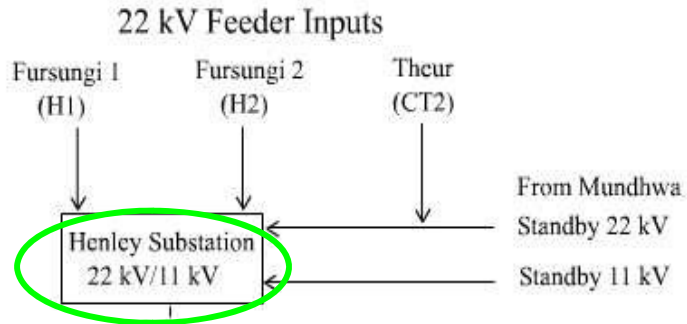 22 kV Feeder Inputs
Fursungi 1
(H1)
Fursungi 2
(H2)
Theur
(CT2)
From Mundhwa
Standby 22 kV
Standby 11 kV
Henley Substation
22 kV/11 kV